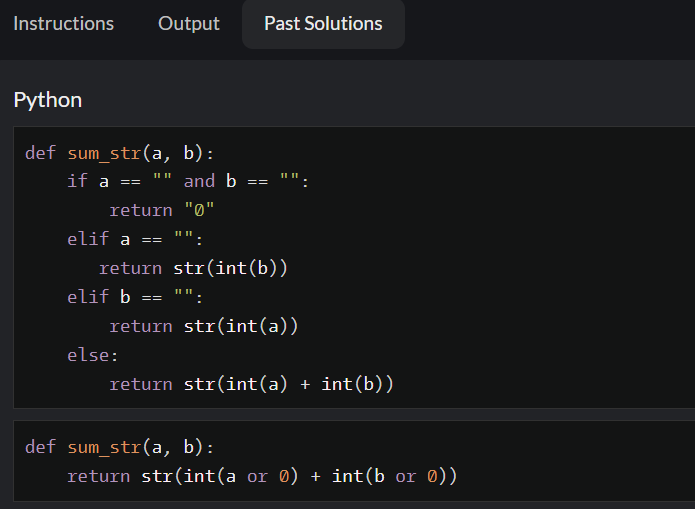 Instructions Output Past Solutions
Python
def sum_str(a, b):
    if a == "" and b == "":
        return "0"
    elif a == "":
       return str(int(b))
    elif b == "":
        return str(int(a))
    else:
        return str(int(a) + int(b))
def sum_str(a, b):
    return str(int(a or 0) + int(b or 0))